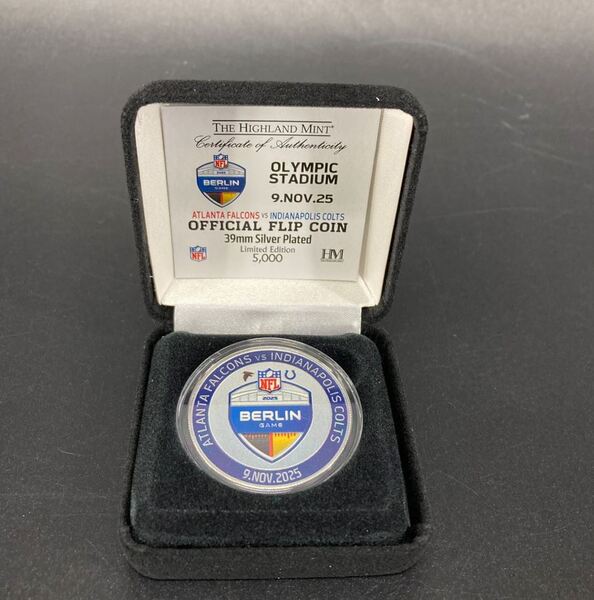 THE HIGHLAND MINT®
Certificate of Authenticity
NFL
2025
BERLIN
GAME
OLYMPIC
STADIUM
9.NOV.25
ATLANTA FALCONS VS INDIANAPOLIS COLTS
OFFICIAL FLIP COIN
39mm Silver Plated
Limited Edition
5,000
NFL
HM
ATLANTA FALCONS VS INDIANAPOLIS COLTS
NFL
2025
BERLIN
GAME
9.NOV.2025